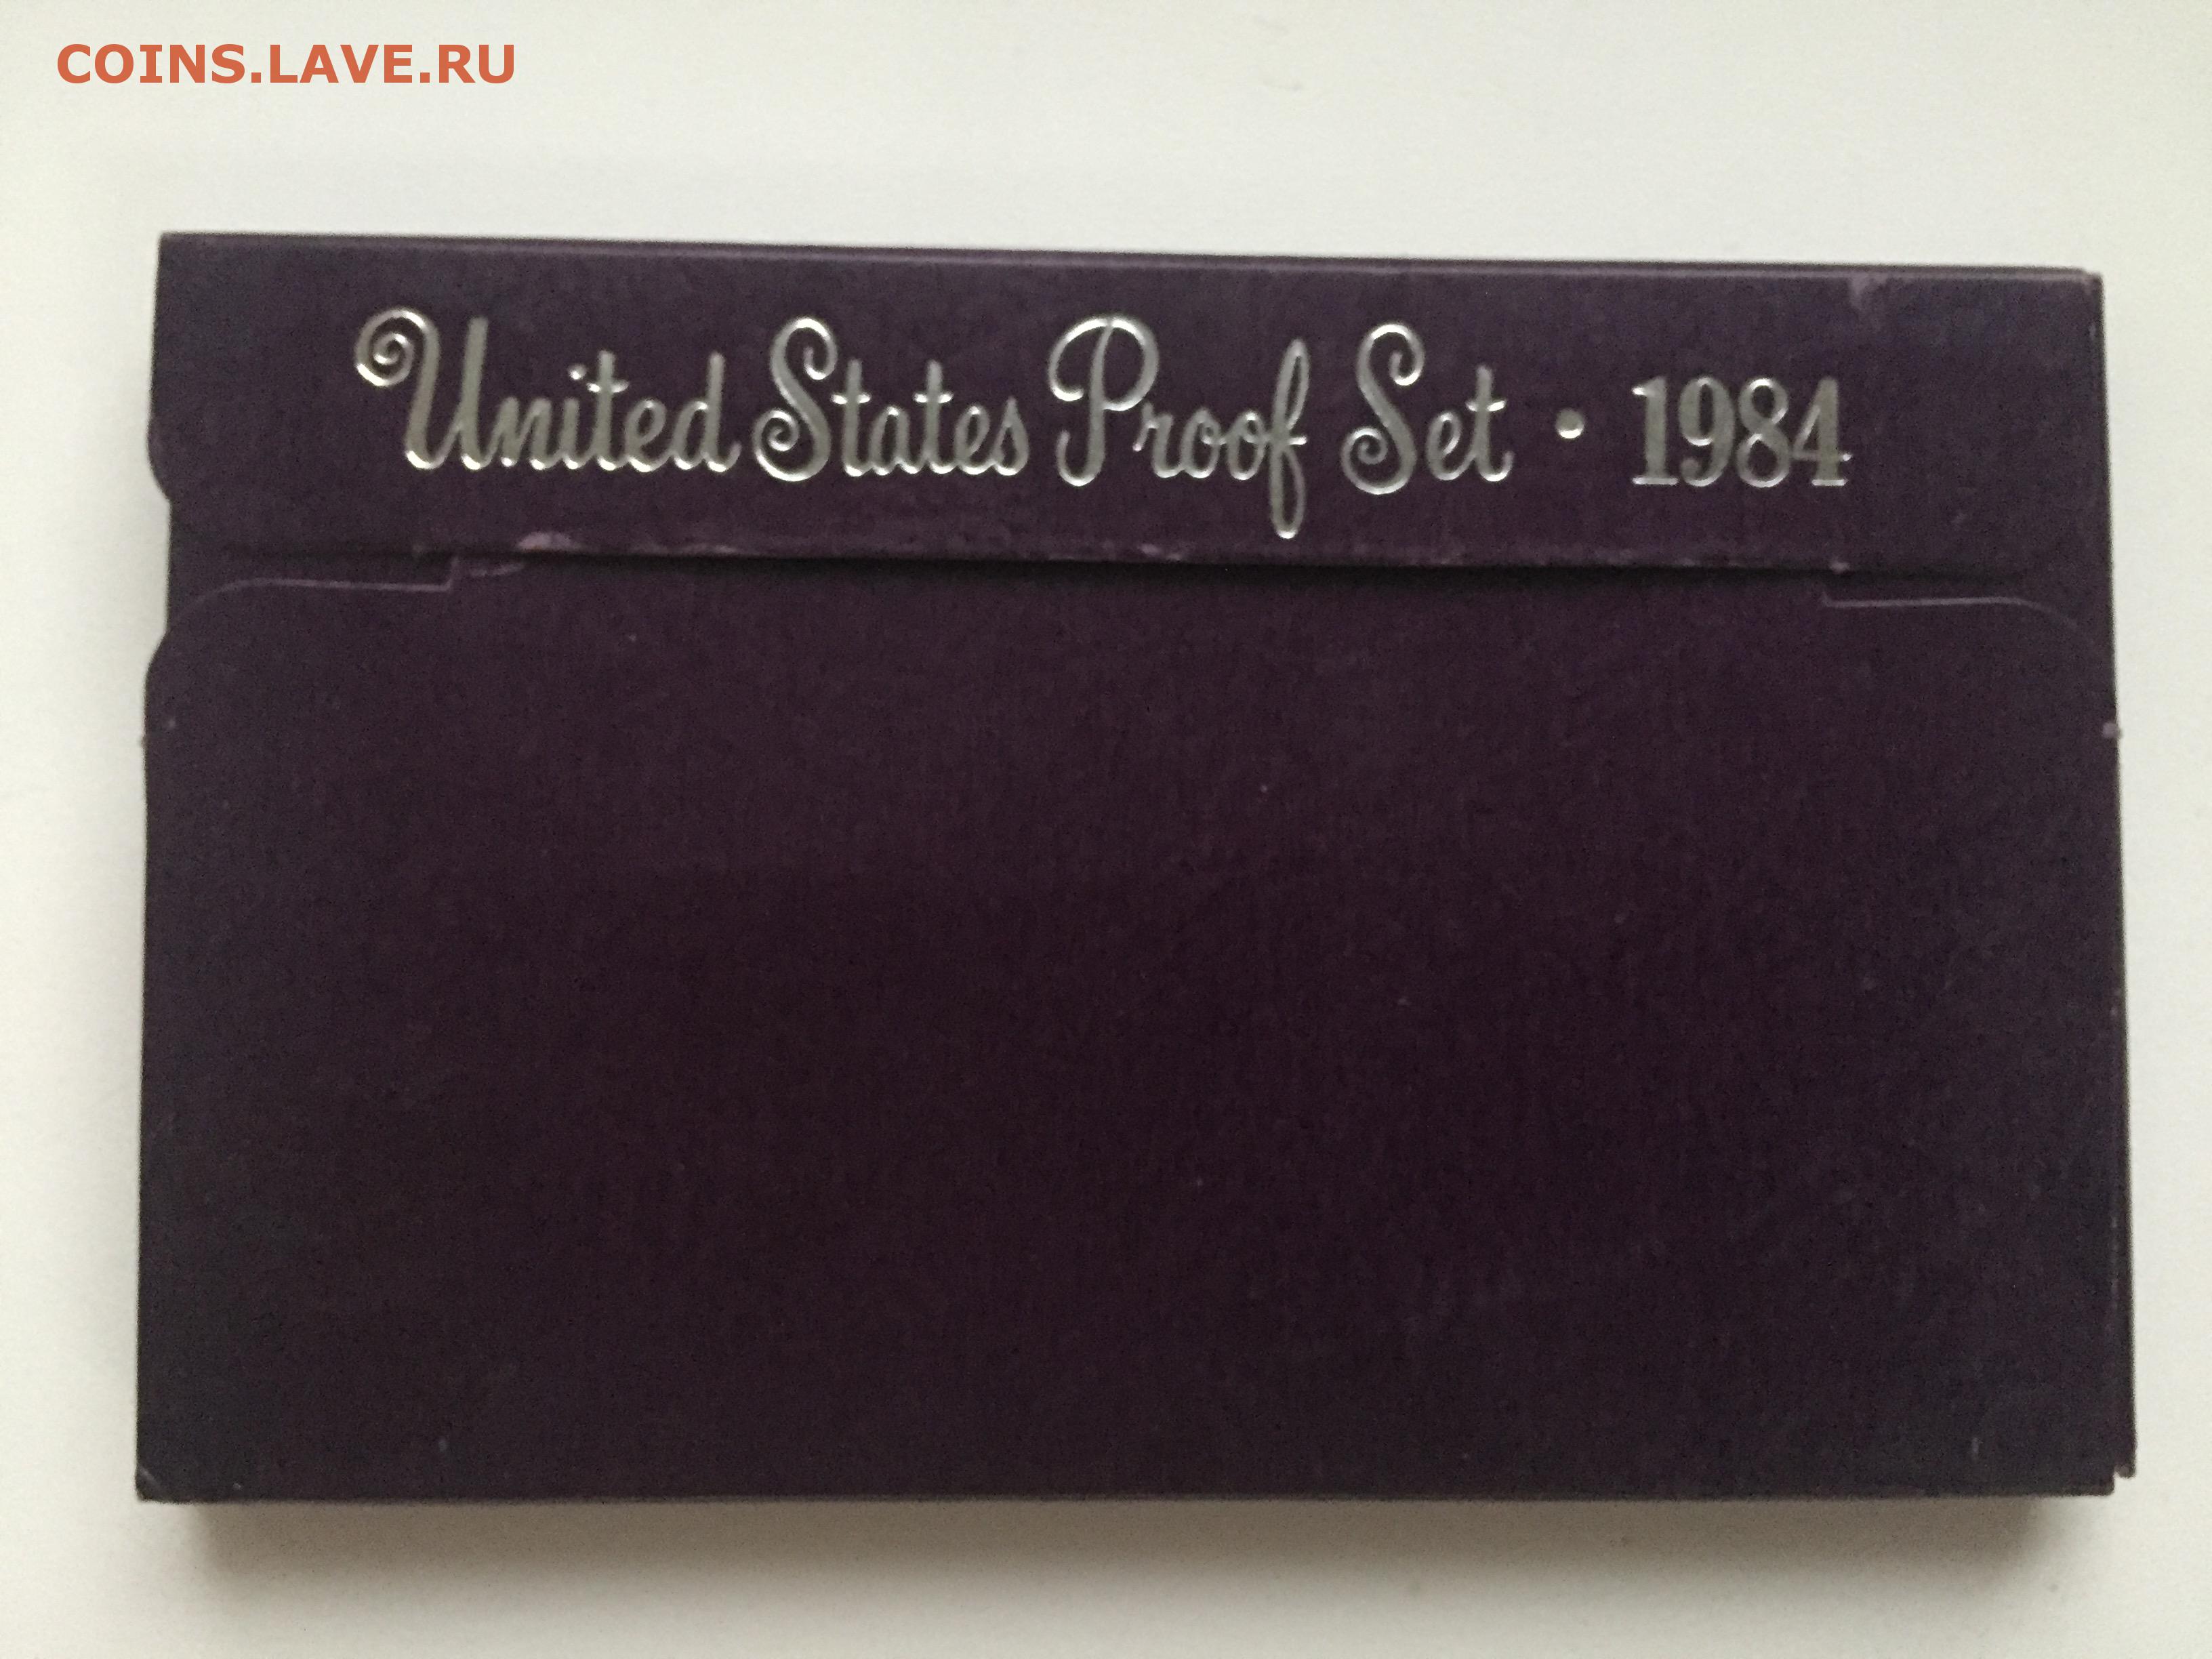 COINS.LAVE.RU
United States Proof Set • 1984